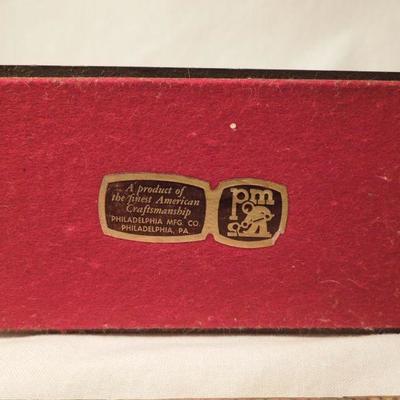 A product of
the finest American
Craftsmanship
PHILADELPHIA MFG. CO.
PHILADELPHIA, PA.
pm